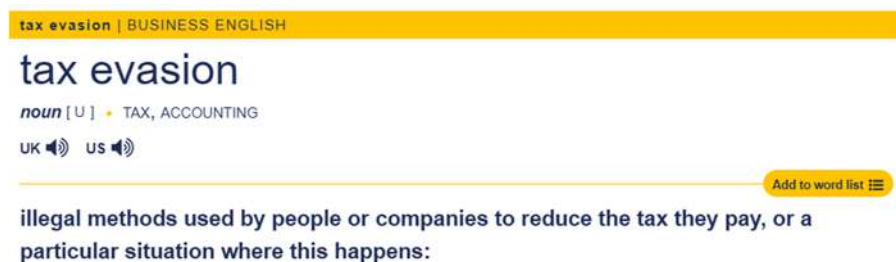 tax evasion | BUSINESS ENGLISH
tax evasion
noun [ U ] • TAX, ACCOUNTING
UK US
Add to word list
illegal methods used by people or companies to reduce the tax they pay, or a
particular situation where this happens: